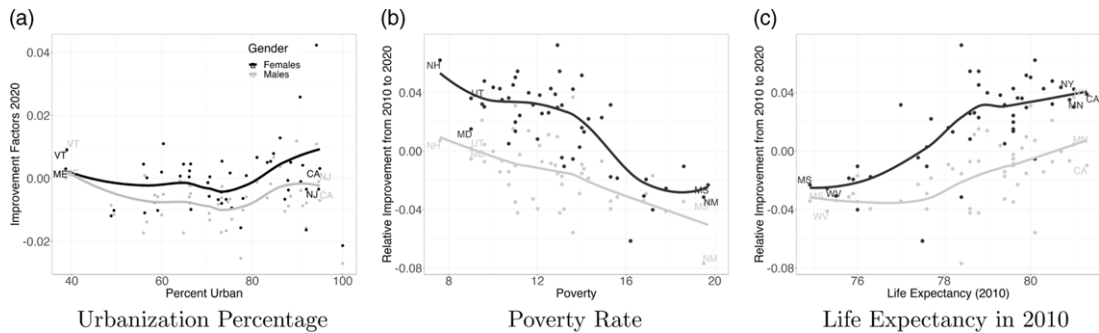 (a)
Improvement Factors 2020
0.04
0.02
0.00
-0.02
Gender
Females
Males
VT
VT
ME
CA
NJ
NJ
CA
40
60
80
100
Percent Urban
Urbanization Percentage
(b)
Relative Improvement from 2010 to 2020
0.04
0.00
-0.04
-0.08
NH
UT
MD
UT
NH
MS
NM
MS
NM
8
12
16
20
Poverty
Poverty Rate
(c)
Relative Improvement from 2010 to 2020
0.04
0.00
-0.04
-0.08
NY
CA
MN
MN
CA
MS
WV
MS
WV
76
78
80
Life Expectancy (2010)
Life Expectancy in 2010